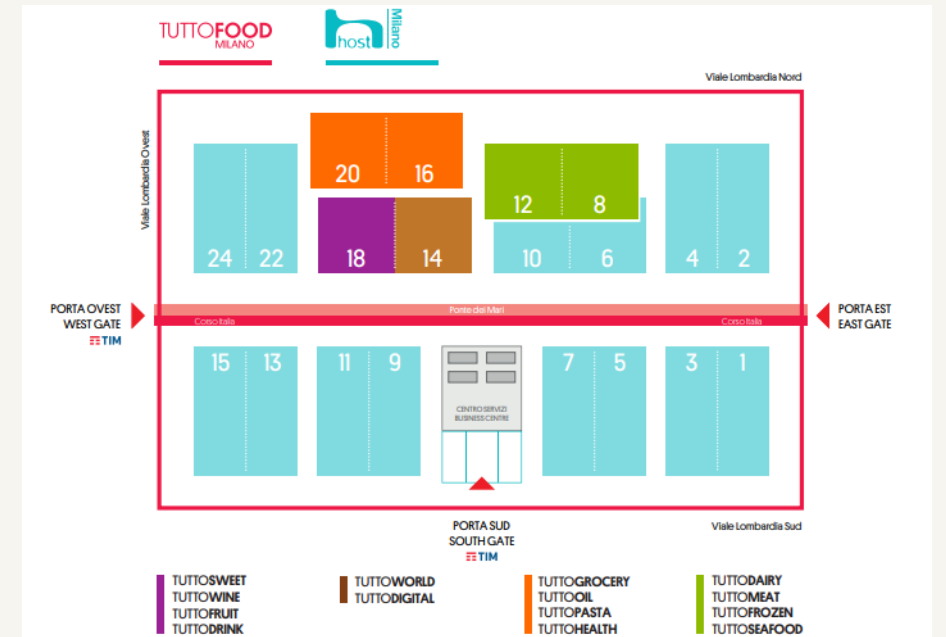 TUTTOFOOD
MILANO
host
Milano
Viale Lombardia Nord
Viale Lombardia Ovest
20 16
12 8
24 22
18 14
10 6
4 2
PORTA OVEST
WEST GATE
TIM
Ponte dei Mari
Corso Italia
Corso Italia
PORTA EST
EAST GATE
15 13
11 9
7 5
3 1
CENTRO SERVIZI
BUSINESS CENTRE
PORTA SUD
SOUTH GATE
TIM
Viale Lombardia Sud
TUTTOSWEET
TUTTOWINE
TUTTOFRUIT
TUTTODRINK
TUTTOWORLD
TUTTODIGITAL
TUTTOGROCERY
TUTTOOIL
TUTTOPASTA
TUTTOHEALTH
TUTTODAIRY
TUTTOMEAT
TUTTOFROZEN
TUTTOSEAFOOD